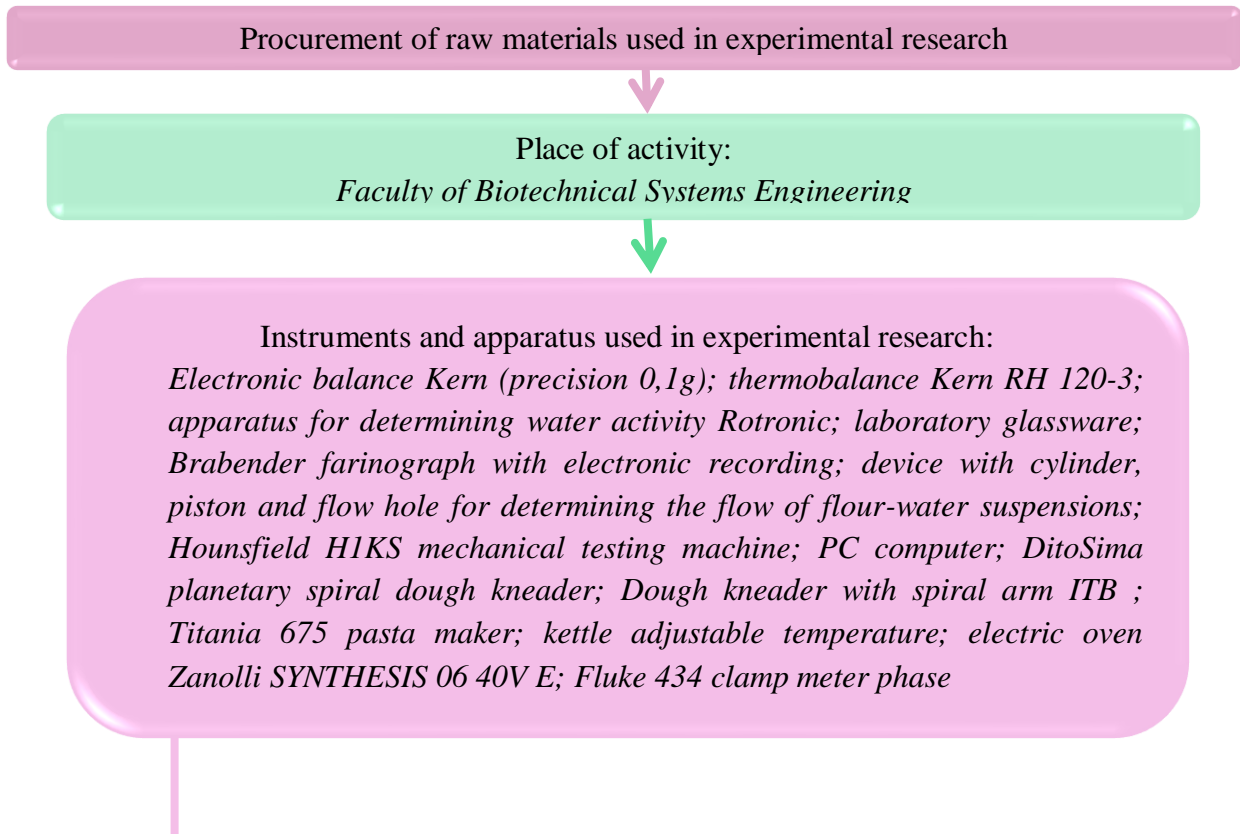 Procurement of raw materials used in experimental research
Place of activity:
Faculty of Biotechnical Systems Engineering
Instruments and apparatus used in experimental research:
Electronic balance Kern (precision 0,1g); thermobalance Kern RH 120-3;
apparatus for determining water activity Rotronic; laboratory glassware;
Brabender farinograph with electronic recording; device with cylinder,
piston and flow hole for determining the flow of flour-water suspensions;
Hounsfield H1KS mechanical testing machine; PC computer; DitoSima
planetary spiral dough kneader; Dough kneader with spiral arm ITB ;
Titania 675 pasta maker; kettle adjustable temperature; electric oven
Zanolli SYNTHESIS 06 40V E; Fluke 434 clamp meter phase